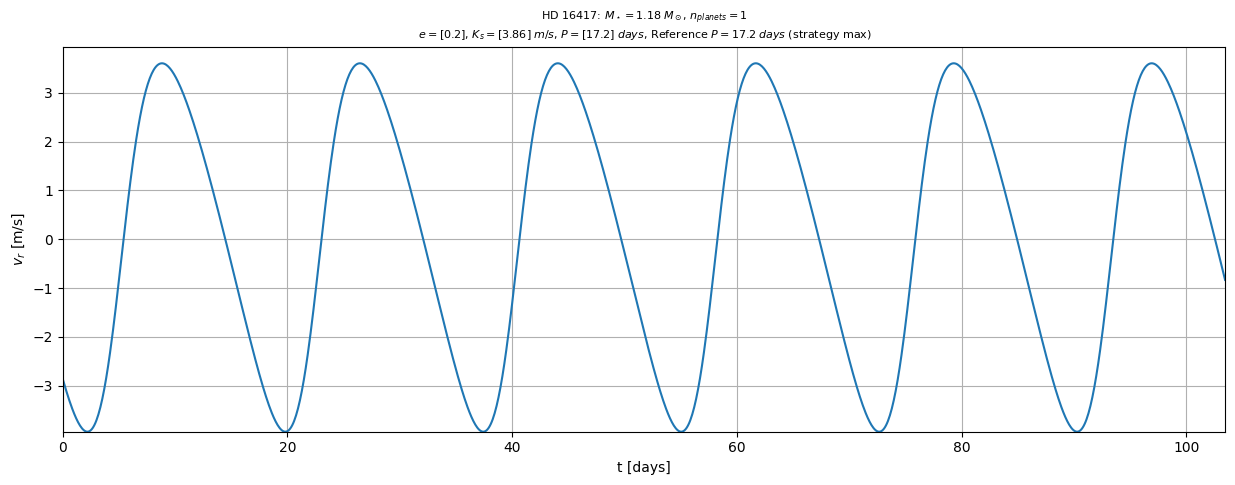 HD 16417: $M_\star = 1.18\ M_\odot$, $n_{planets} = 1$
$e = [0.2]$, $K_s = [3.86]\ m/s$, $P = [17.2]\ days$, Reference $P = 17.2\ days$ (strategy max)
3
2
1
0
−1
−2
−3
$v_r$ [m/s]
0 20 40 60 80 100
t [days]